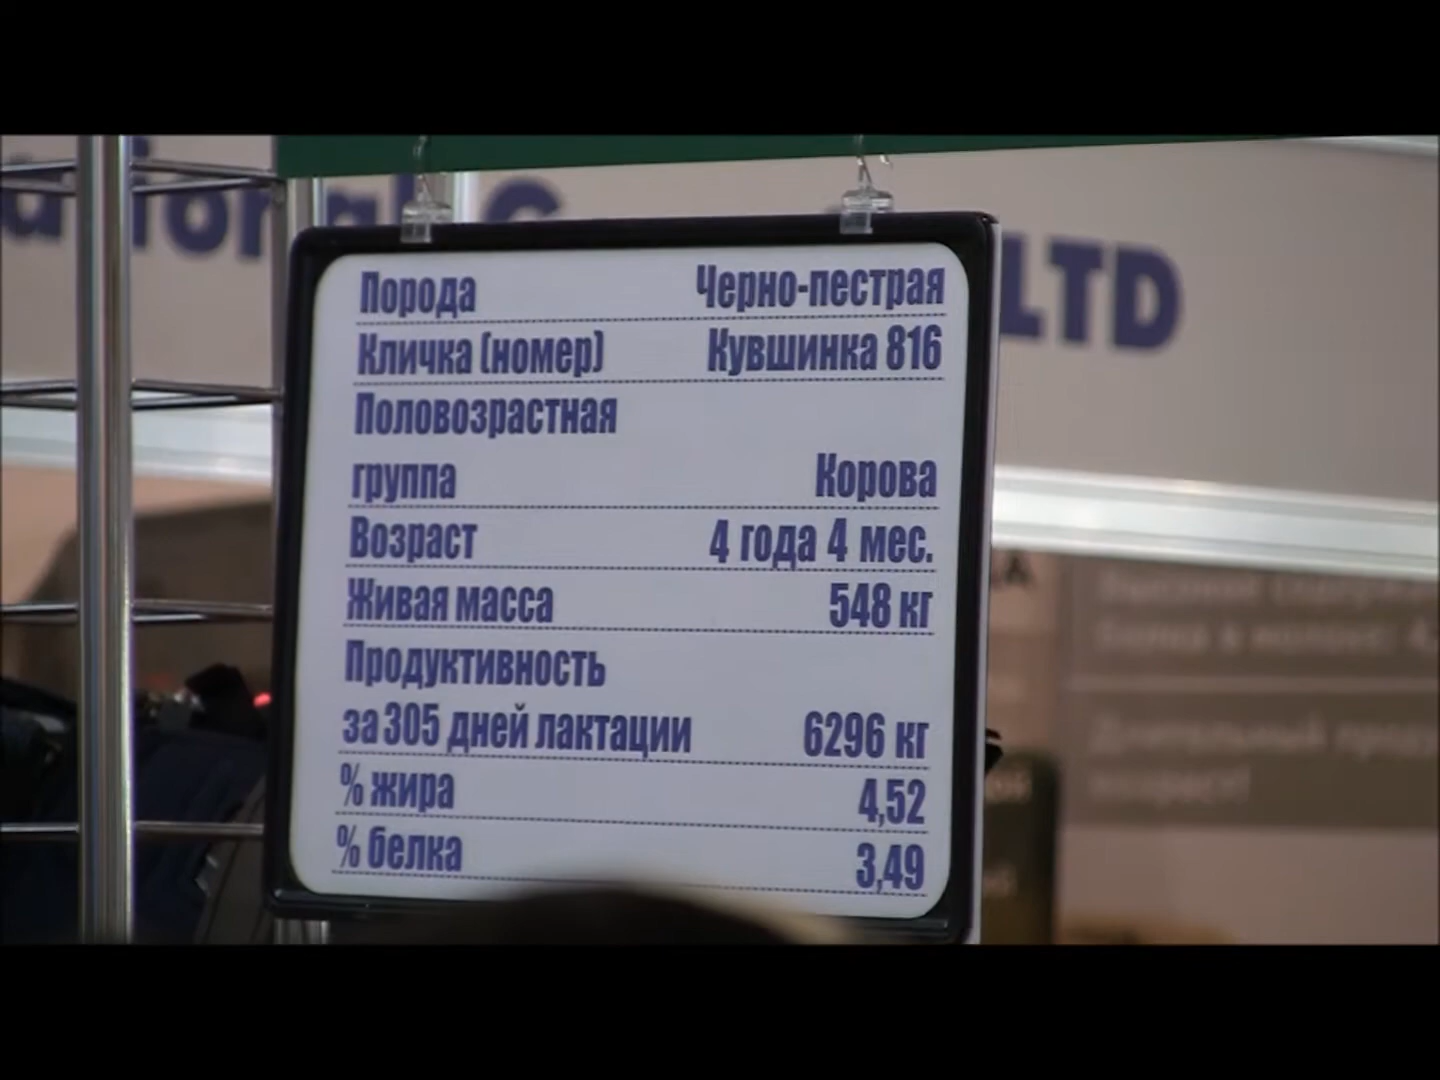 LTD
Порода Черно-пестрая
Кличка (номер) Кувшинка 816
Половозрастная
группа Корова
Возраст 4 года 4 мес.
Живая масса 548 кг
Продуктивность
за 305 дней лактации 6296 кг
% жира 4,52
% белка 3,49